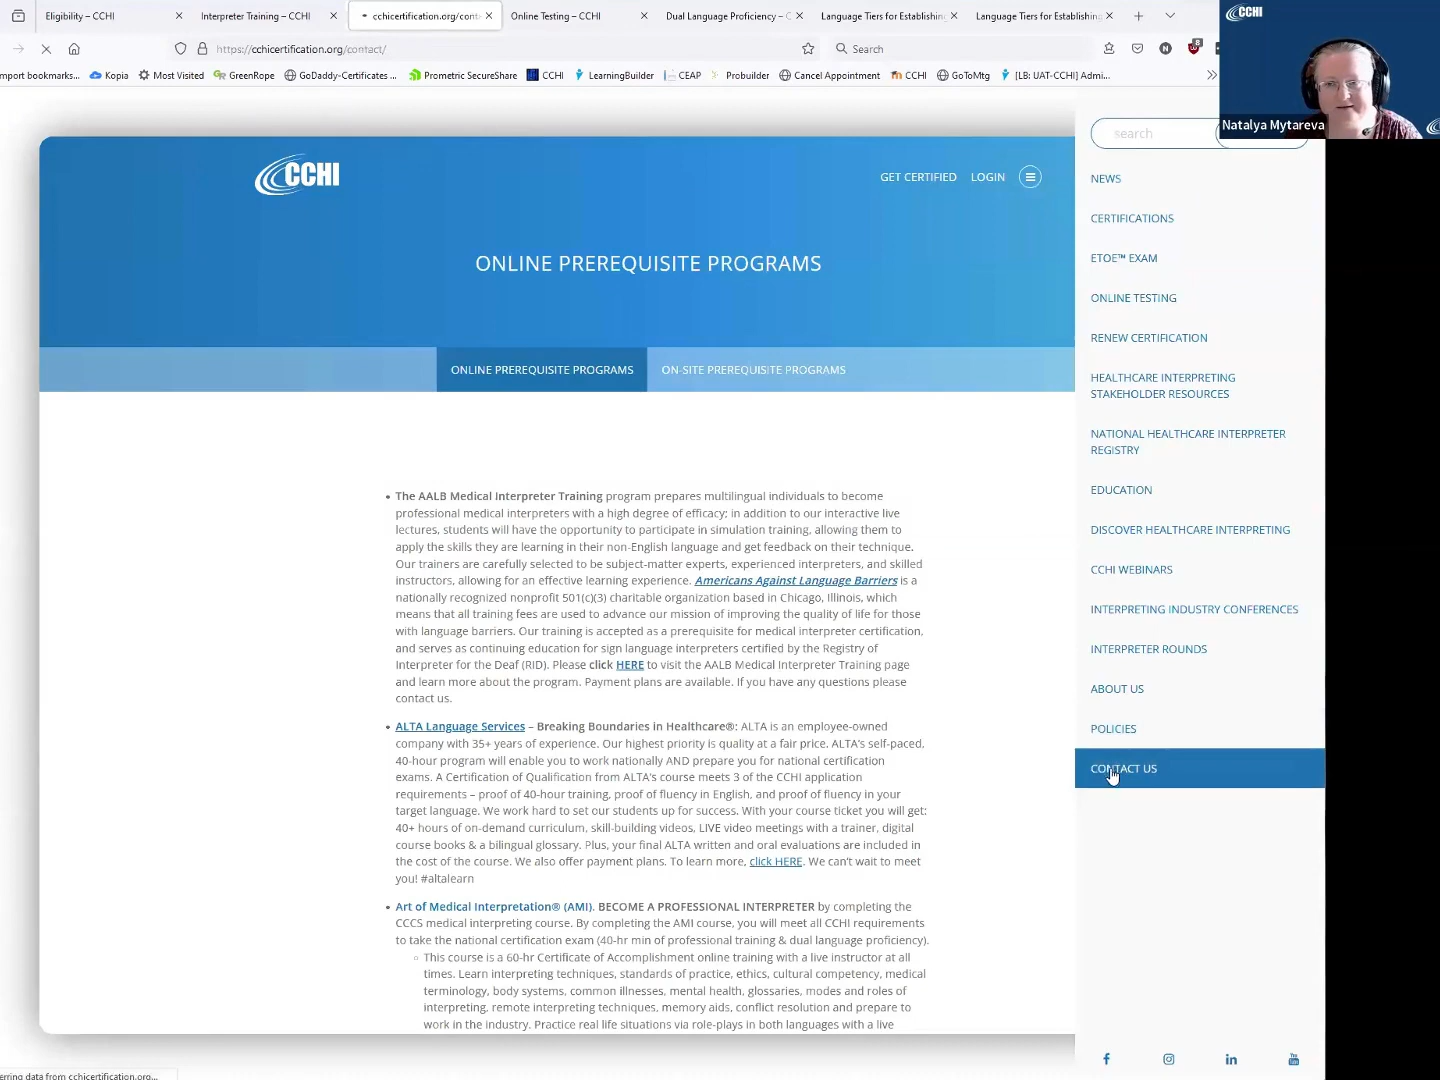 Eligibility – CCHI
Interpreter Training – CCHI
cchicertification.org/cont
Online Testing – CCHI
Dual Language Proficiency – C
Language Tiers for Establishing
Language Tiers for Establishing
CCHI
https://cchicertification.org/contact/
Search
mport bookmarks...
Kopia
Most Visited
GreenRope
GoDaddy-Certificates ...
Prometric SecureShare
CCHI
LearningBuilder
CEAP
Probuilder
Cancel Appointment
CCHI
GoToMtg
[LB: UAT-CCHI] Admi...
Natalya Mytareva
CCHI
GET CERTIFIED
LOGIN
ONLINE PREREQUISITE PROGRAMS
ONLINE PREREQUISITE PROGRAMS
ON-SITE PREREQUISITE PROGRAMS
The AALB Medical Interpreter Training program prepares multilingual individuals to become
professional medical interpreters with a high degree of efficacy; in addition to our interactive live
lectures, students will have the opportunity to participate in simulation training, allowing them to
apply the skills they are learning in their non-English language and get feedback on their technique.
Our trainers are carefully selected to be subject-matter experts, experienced interpreters, and skilled
instructors, allowing for an effective learning experience. Americans Against Language Barriers is a
nationally recognized nonprofit 501(c)(3) charitable organization based in Chicago, Illinois, which
means that all training fees are used to advance our mission of improving the quality of life for those
with language barriers. Our training is accepted as a prerequisite for medical interpreter certification,
and serves as continuing education for sign language interpreters certified by the Registry of
Interpreter for the Deaf (RID). Please click HERE to visit the AALB Medical Interpreter Training page
and learn more about the program. Payment plans are available. If you have any questions please
contact us.
ALTA Language Services – Breaking Boundaries in Healthcare®: ALTA is an employee-owned
company with 35+ years of experience. Our highest priority is quality at a fair price. ALTA's self-paced,
40-hour program will enable you to work nationally AND prepare you for national certification
exams. A Certification of Qualification from ALTA's course meets 3 of the CCHI application
requirements – proof of 40-hour training, proof of fluency in English, and proof of fluency in your
target language. We work hard to set our students up for success. With your course ticket you will get:
40+ hours of on-demand curriculum, skill-building videos, LIVE video meetings with a trainer, digital
course books & a bilingual glossary. Plus, your final ALTA written and oral evaluations are included in
the cost of the course. We also offer payment plans. To learn more, click HERE. We can't wait to meet
you! #altalearn
Art of Medical Interpretation® (AMI). BECOME A PROFESSIONAL INTERPRETER by completing the
CCCS medical interpreting course. By completing the AMI course, you will meet all CCHI requirements
to take the national certification exam (40-hr min of professional training & dual language proficiency).
This course is a 60-hr Certificate of Accomplishment online training with a live instructor at all
times. Learn interpreting techniques, standards of practice, ethics, cultural competency, medical
terminology, body systems, common illnesses, mental health, glossaries, modes and roles of
interpreting, remote interpreting techniques, memory aids, conflict resolution and prepare to
work in the industry. Practice real life situations via role-plays in both languages with a live
search
NEWS
CERTIFICATIONS
ETOE™ EXAM
ONLINE TESTING
RENEW CERTIFICATION
HEALTHCARE INTERPRETING
STAKEHOLDER RESOURCES
NATIONAL HEALTHCARE INTERPRETER
REGISTRY
EDUCATION
DISCOVER HEALTHCARE INTERPRETING
CCHI WEBINARS
INTERPRETING INDUSTRY CONFERENCES
INTERPRETER ROUNDS
ABOUT US
POLICIES
CONTACT US
erring data from cchicertification.org...